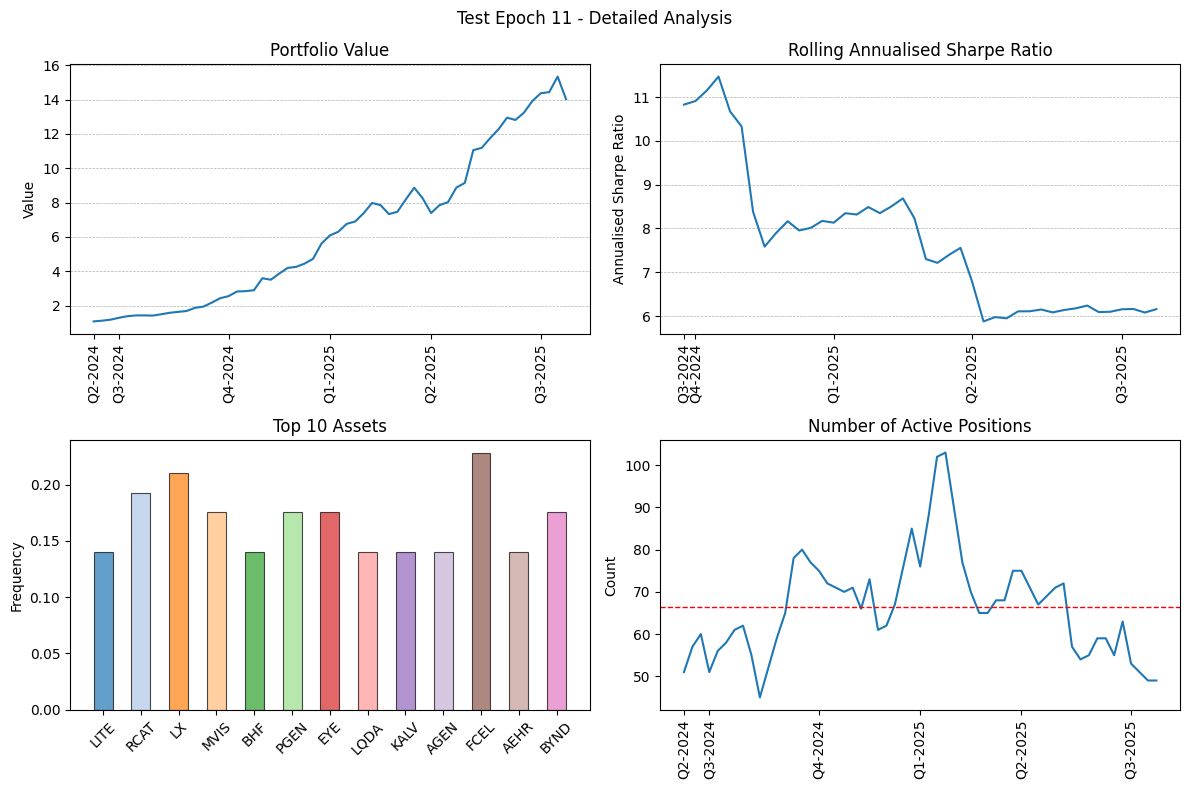 Test Epoch 11 - Detailed Analysis
Portfolio Value
Value
16
14
12
10
8
6
4
2
Q2-2024
Q3-2024
Q4-2024
Q1-2025
Q2-2025
Q3-2025
Rolling Annualised Sharpe Ratio
Annualised Sharpe Ratio
11
10
9
8
7
6
Q3-2024
Q4-2024
Q1-2025
Q2-2025
Q3-2025
Top 10 Assets
Frequency
0.20
0.15
0.10
0.05
0.00
LITE
RCAT
LX
MVIS
BHF
PGEN
EYE
LQDA
KALV
AGEN
FCEL
AEHR
BYND
Number of Active Positions
Count
100
90
80
70
60
50
Q2-2024
Q3-2024
Q4-2024
Q1-2025
Q2-2025
Q3-2025